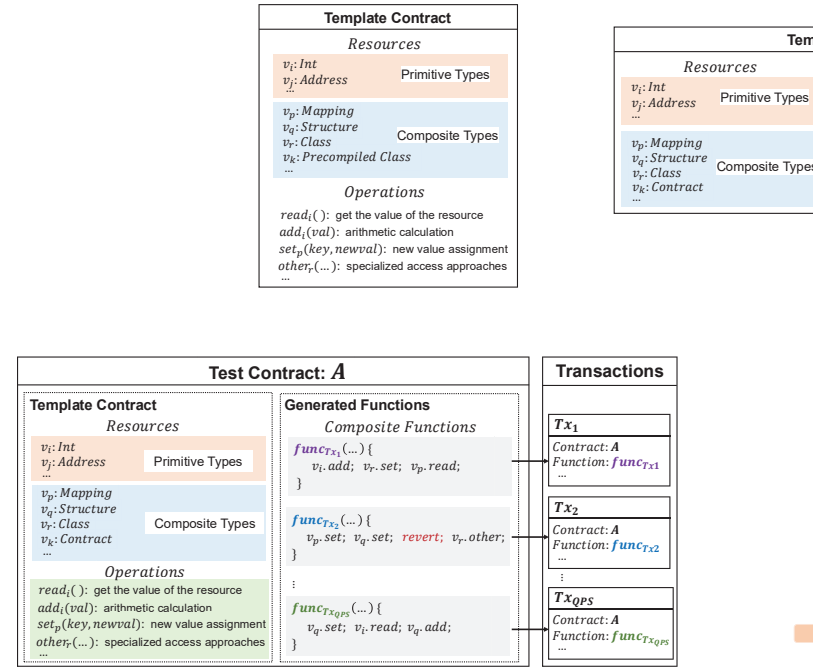 Template Contract
Resources
v_i: Int
v_j: Address
...
Primitive Types
v_p: Mapping
v_q: Structure
v_r: Class
v_k: Precompiled Class
...
Composite Types
Operations
read_i( ): get the value of the resource
add_i(val): arithmetic calculation
set_p(key, newval): new value assignment
other_r(...): specialized access approaches
...
Resources
v_i: Int
v_j: Address
...
Primitive Types
v_p: Mapping
v_q: Structure
v_r: Class
v_k: Contract
...
Test Contract: A
Template Contract
Resources
v_i: Int
v_j: Address
...
Primitive Types
v_p: Mapping
v_q: Structure
v_r: Class
v_k: Contract
...
Composite Types
Operations
read_i( ): get the value of the resource
add_i(val): arithmetic calculation
set_p(key, newval): new value assignment
other_r(...): specialized access approaches
...
Generated Functions
Composite Functions
func_Tx_1(...) {
v_i.add; v_r.set; v_p.read;
}
func_Tx_2(...) {
v_p.set; v_q.set; revert; v_r.other;
}
⋮
func_Tx_QPS(...) {
v_q.set; v_i.read; v_q.add;
}
Transactions
Tx_1
Contract: A
Function: func_Tx1
...
Tx_2
Contract: A
Function: func_Tx2
...
⋮
Tx_QPS
Contract: A
Function: func_Tx_QPS
...